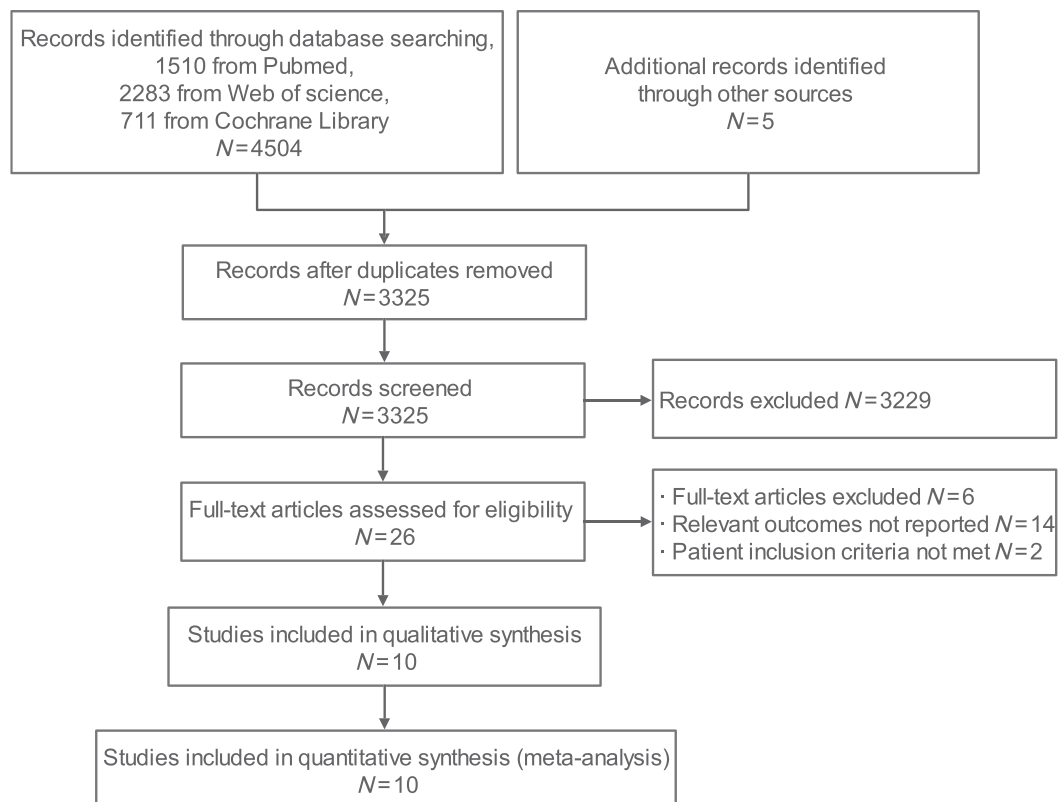 Records identified through database searching,
1510 from Pubmed,
2283 from Web of science,
711 from Cochrane Library
N=4504
Additional records identified
through other sources
N=5
Records after duplicates removed
N=3325
Records screened
N=3325
Records excluded N=3229
Full-text articles assessed for eligibility
N=26
· Full-text articles excluded N=6
· Relevant outcomes not reported N=14
· Patient inclusion criteria not met N=2
Studies included in qualitative synthesis
N=10
Studies included in quantitative synthesis (meta-analysis)
N=10